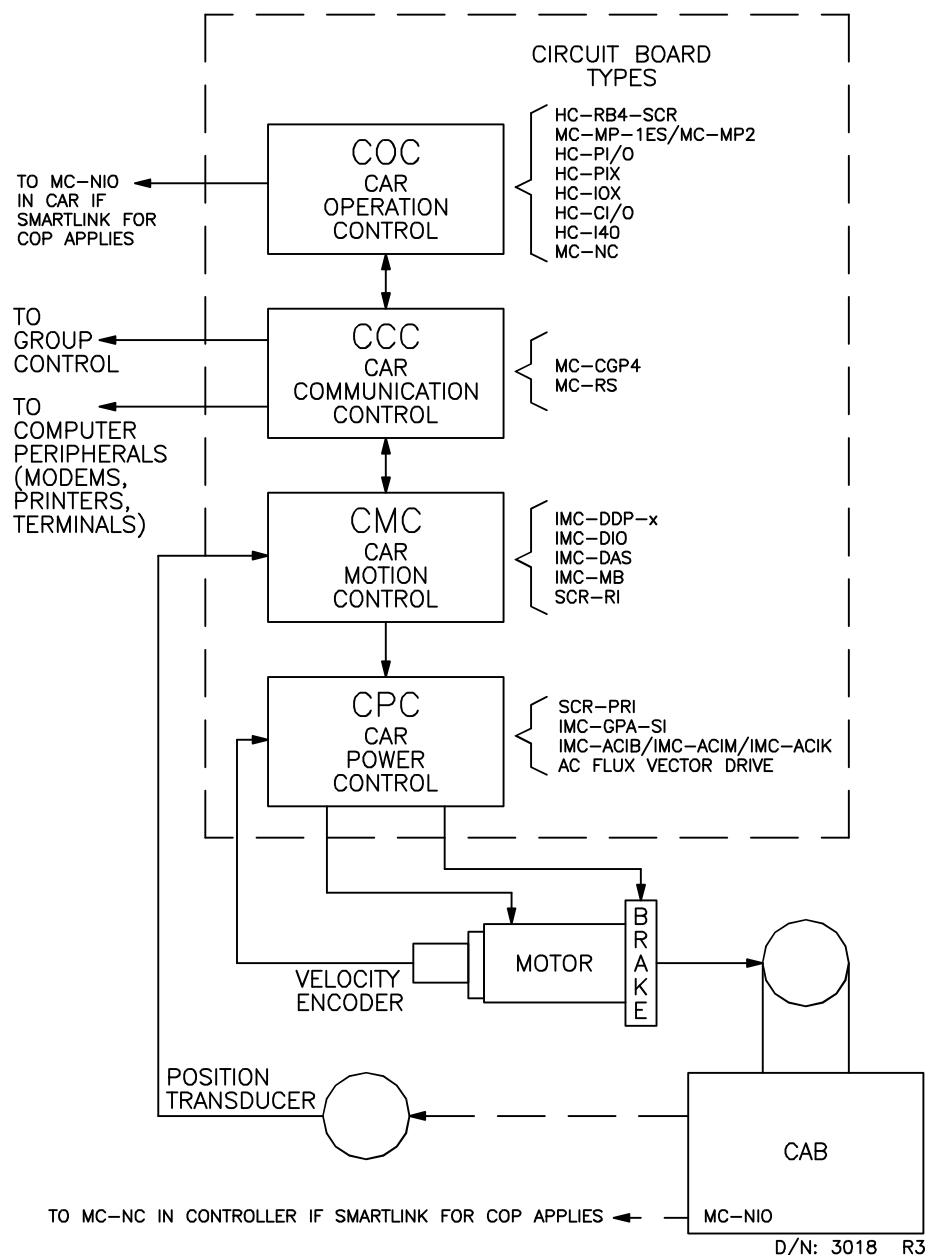 CIRCUIT BOARD
TYPES
COC
CAR
OPERATION
CONTROL
HC-RB4-SCR
MC-MP-1ES/MC-MP2
HC-PI/O
HC-PIX
HC-IOX
HC-CI/O
HC-I4O
MC-NC
TO MC-NIO
IN CAR IF
SMARTLINK FOR
COP APPLIES
CCC
CAR
COMMUNICATION
CONTROL
MC-CGP4
MC-RS
TO
GROUP
CONTROL
TO
COMPUTER
PERIPHERALS
(MODEMS,
PRINTERS,
TERMINALS)
CMC
CAR
MOTION
CONTROL
IMC-DDP-x
IMC-DIO
IMC-DAS
IMC-MB
SCR-RI
CPC
CAR
POWER
CONTROL
SCR-PRI
IMC-GPA-SI
IMC-ACIB/IMC-ACIM/IMC-ACIK
AC FLUX VECTOR DRIVE
BRAKE
MOTOR
VELOCITY
ENCODER
POSITION
TRANSDUCER
CAB
TO MC-NC IN CONTROLLER IF SMARTLINK FOR COP APPLIES
MC-NIO
D/N: 3018 R3